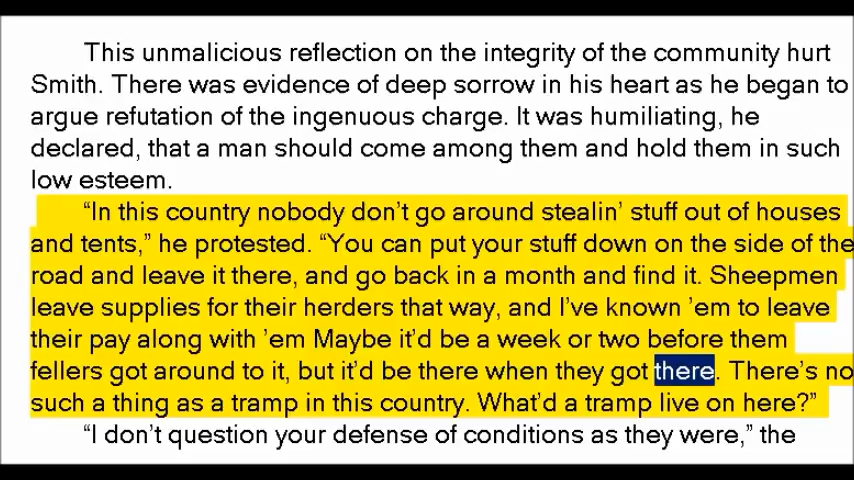 This unmalicious reflection on the integrity of the community hurt
Smith. There was evidence of deep sorrow in his heart as he began to
argue refutation of the ingenuous charge. It was humiliating, he
declared, that a man should come among them and hold them in such
low esteem.
“In this country nobody don’t go around stealin’ stuff out of houses
and tents,” he protested. “You can put your stuff down on the side of the
road and leave it there, and go back in a month and find it. Sheepmen
leave supplies for their herders that way, and I’ve known ’em to leave
their pay along with ’em Maybe it’d be a week or two before them
fellers got around to it, but it’d be there when they got there. There’s no
such a thing as a tramp in this country. What’d a tramp live on here?”
“I don’t question your defense of conditions as they were,” the